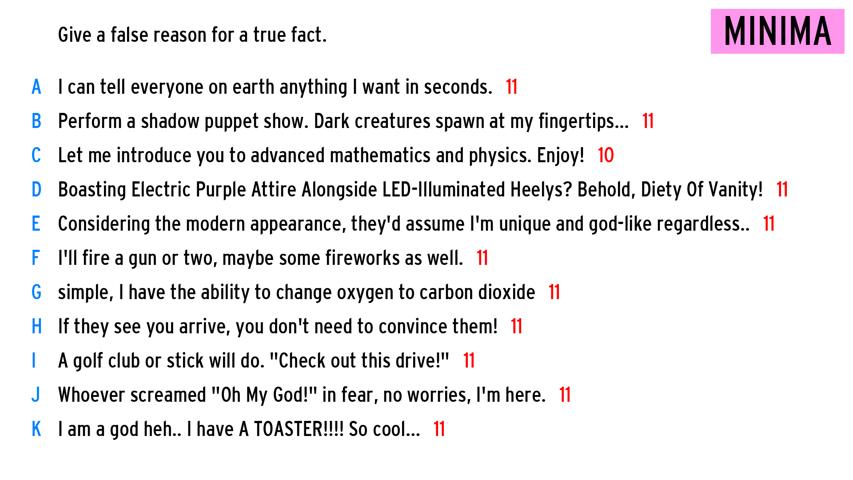 Give a false reason for a true fact.
MINIMA
A I can tell everyone on earth anything I want in seconds. 11
B Perform a shadow puppet show. Dark creatures spawn at my fingertips... 11
C Let me introduce you to advanced mathematics and physics. Enjoy! 10
D Boasting Electric Purple Attire Alongside LED-Illuminated Heelys? Behold, Diety Of Vanity! 11
E Considering the modern appearance, they'd assume I'm unique and god-like regardless.. 11
F I'll fire a gun or two, maybe some fireworks as well. 11
G simple, I have the ability to change oxygen to carbon dioxide 11
H If they see you arrive, you don't need to convince them! 11
I A golf club or stick will do. "Check out this drive!" 11
J Whoever screamed "Oh My God!" in fear, no worries, I'm here. 11
K I am a god heh.. I have A TOASTER!!!! So cool... 11